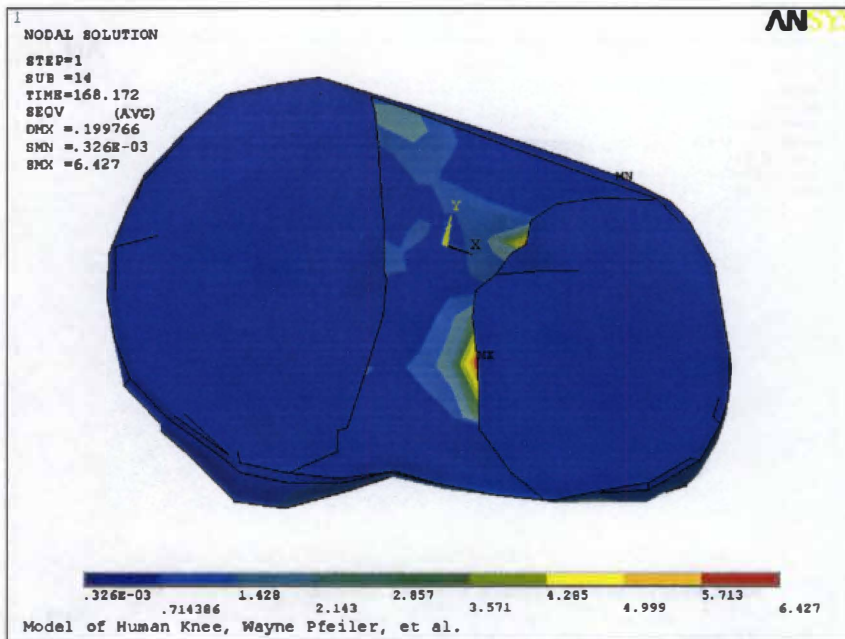 1
ANSYS
NODAL SOLUTION
STEP=1
SUB =14
TIME=168.172
SEQV (AVG)
DMX =.199766
SMN =.326E-03
SMX =6.427
MN
Y
X
MX
.326E-03 1.428 2.857 4.285 5.713
.714386 2.143 3.571 4.999 6.427
Model of Human Knee, Wayne Pfeiler, et al.